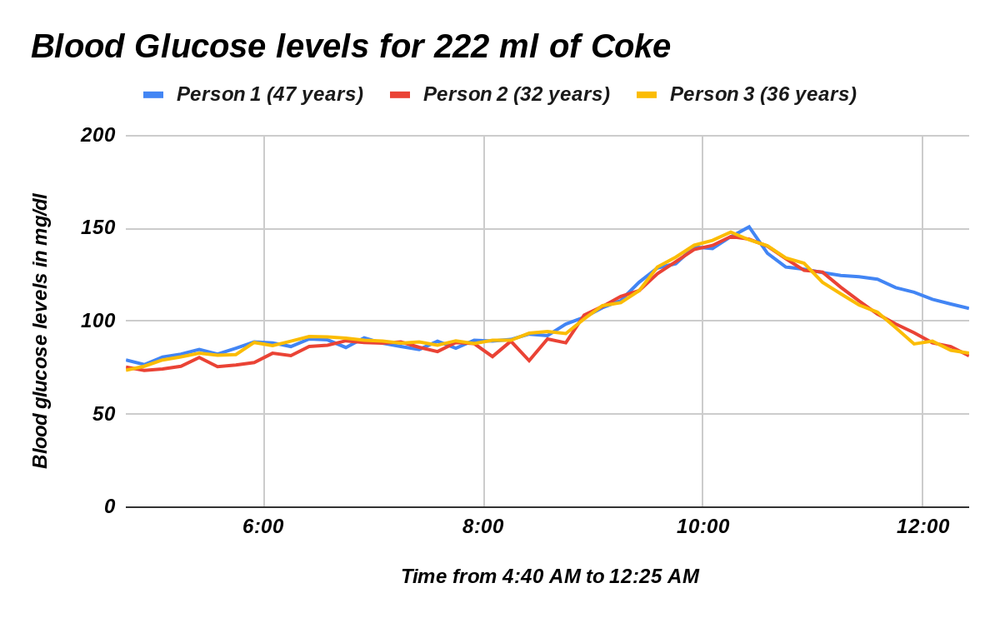 Blood Glucose levels for 222 ml of Coke
Person 1 (47 years) Person 2 (32 years) Person 3 (36 years)
Blood glucose levels in mg/dl
200
150
100
50
0
6:00 8:00 10:00 12:00
Time from 4:40 AM to 12:25 AM